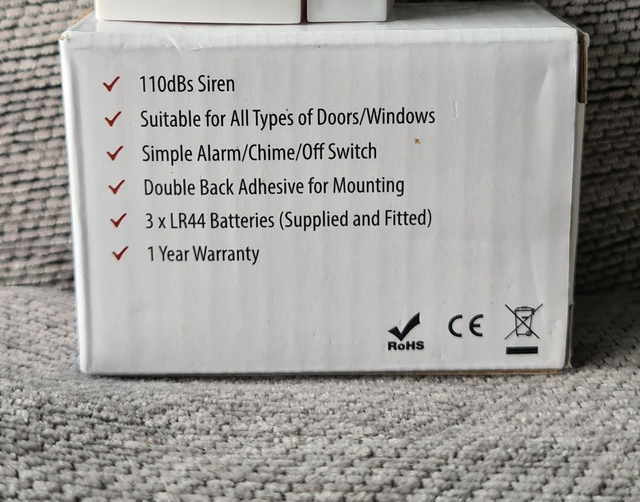 110dBs Siren
Suitable for All Types of Doors/Windows
Simple Alarm/Chime/Off Switch
Double Back Adhesive for Mounting
3 x LR44 Batteries (Supplied and Fitted)
1 Year Warranty
RoHS CE